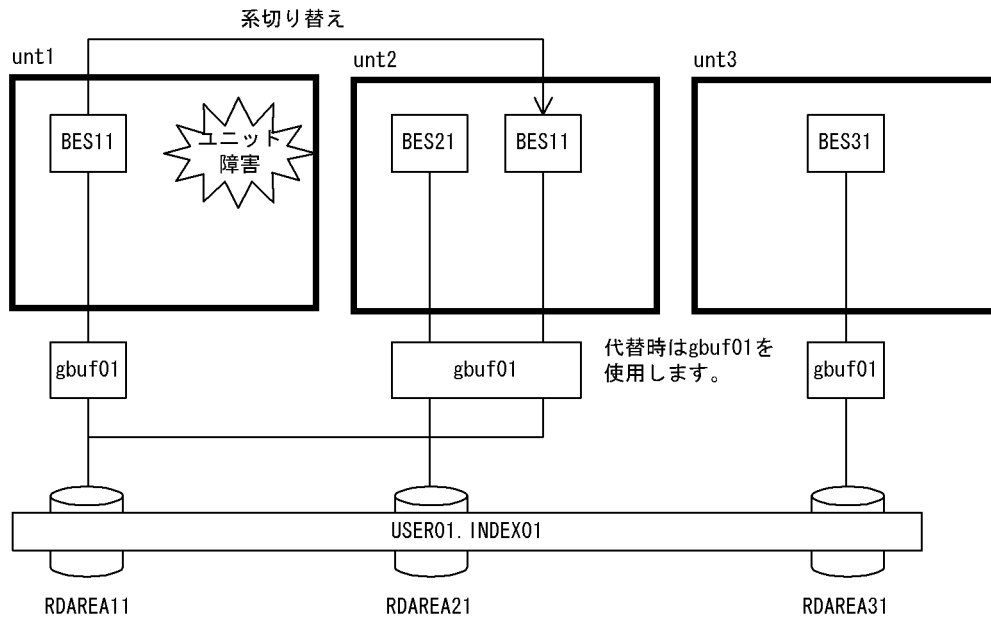 系切り替え
unt1
unt2
unt3
BES11
ユニット
障害
BES21
BES11
BES31
gbuf01
gbuf01
代替時はgbuf01を
使用します。
gbuf01
USER01.INDEX01
RDAREA11
RDAREA21
RDAREA31